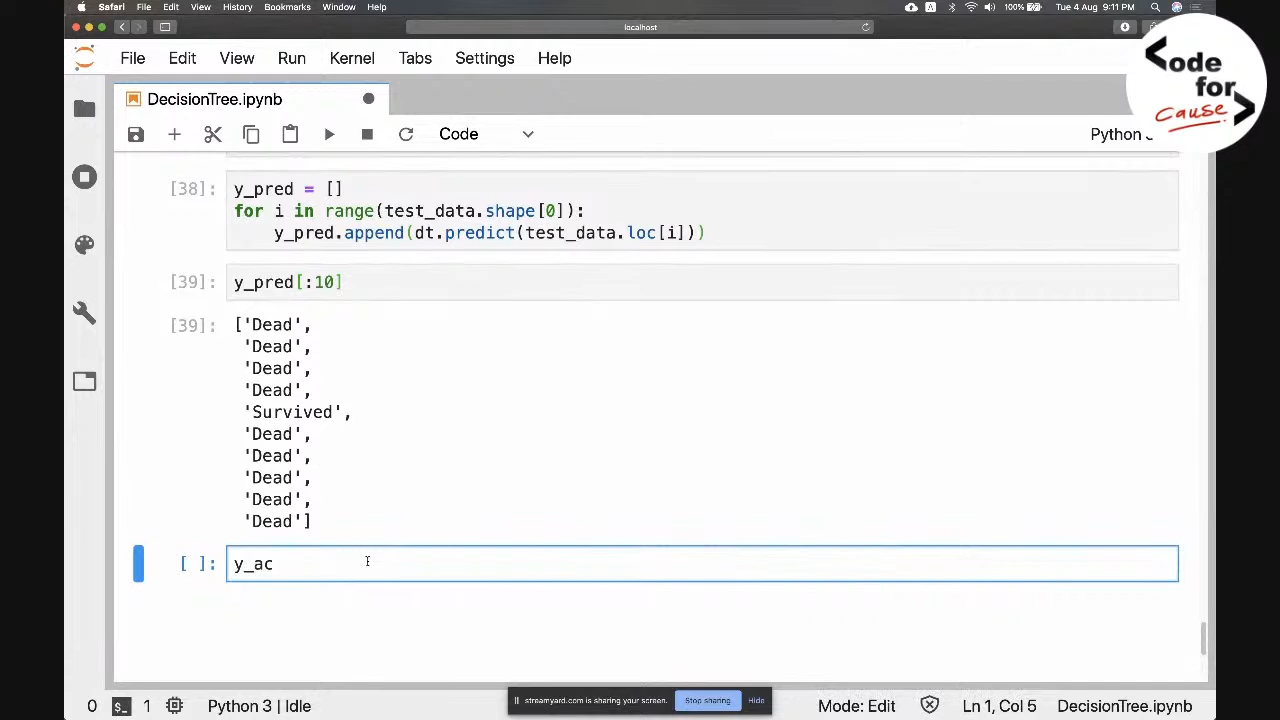 Safari File Edit View History Bookmarks Window Help 100% Tue 4 Aug 9:11 PM
localhost
<ode
for
cause >
File Edit View Run Kernel Tabs Settings Help
DecisionTree.ipynb
Code Python
[38]: y_pred = []
for i in range(test_data.shape[0]):
y_pred.append(dt.predict(test_data.loc[i]))
[39]: y_pred[:10]
[39]: ['Dead',
'Dead',
'Dead',
'Dead',
'Survived',
'Dead',
'Dead',
'Dead',
'Dead',
'Dead']
[ ]: y_ac
streamyard.com is sharing your screen. Stop sharing Hide
0 $_ 1 Python 3 | Idle Mode: Edit Ln 1, Col 5 DecisionTree.ipynb